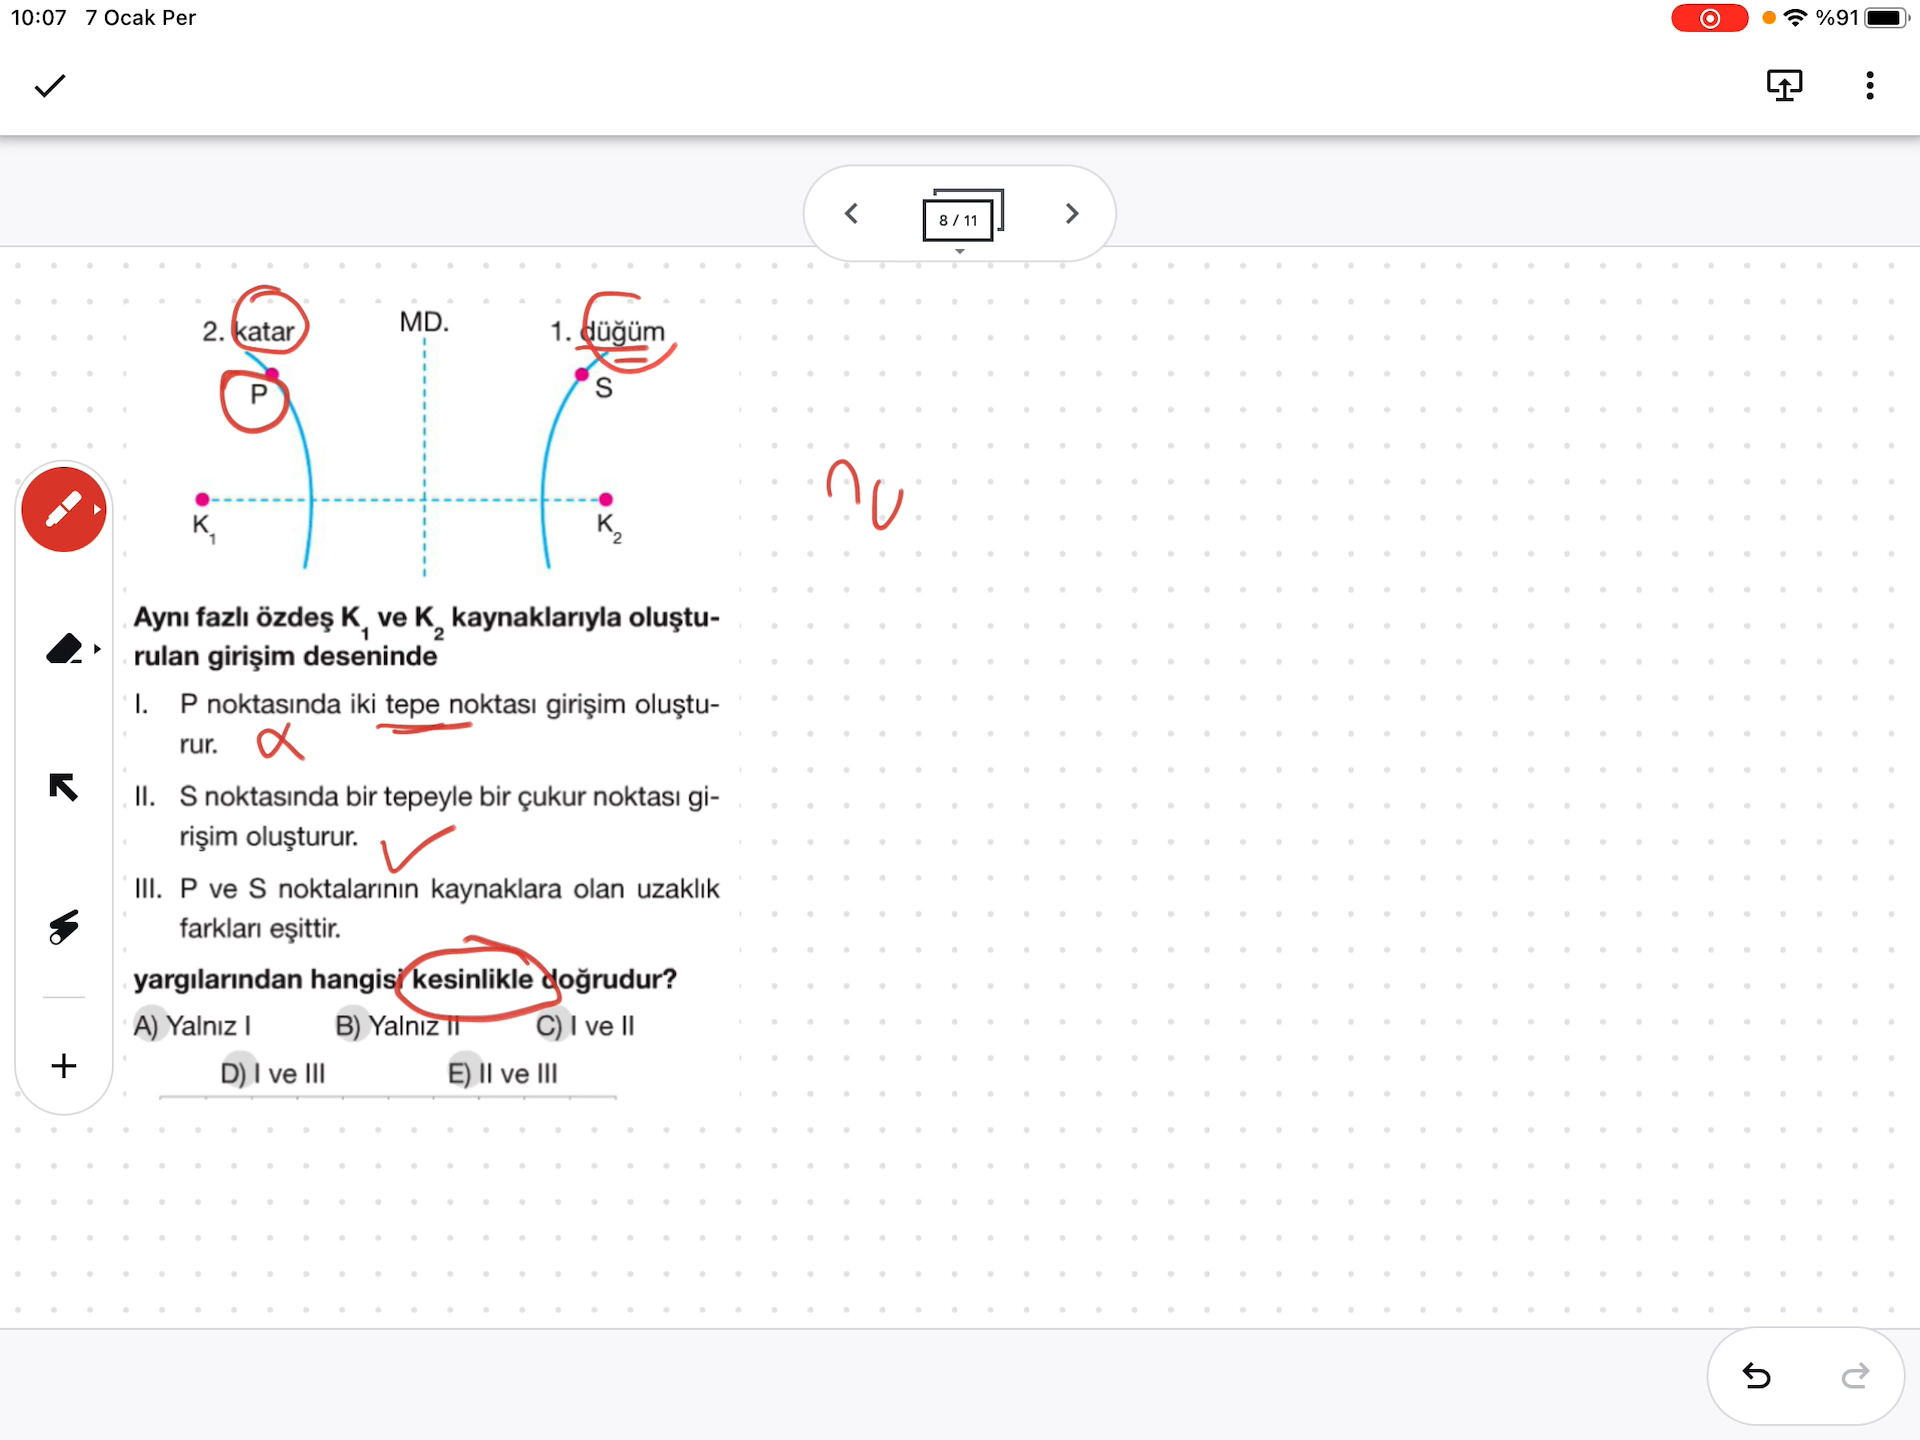 10:07 7 Ocak Per
%91
8 / 11
2. katar
MD.
1. düğüm
P
S
K1
K2
Aynı fazlı özdeş K1 ve K2 kaynaklarıyla oluştu-
rulan girişim deseninde
I. P noktasında iki tepe noktası girişim oluştu-
rur.
II. S noktasında bir tepeyle bir çukur noktası gi-
rişim oluşturur.
III. P ve S noktalarının kaynaklara olan uzaklık
farkları eşittir.
yargılarından hangisi kesinlikle doğrudur?
A) Yalnız I B) Yalnız II C) I ve II
D) I ve III E) II ve III